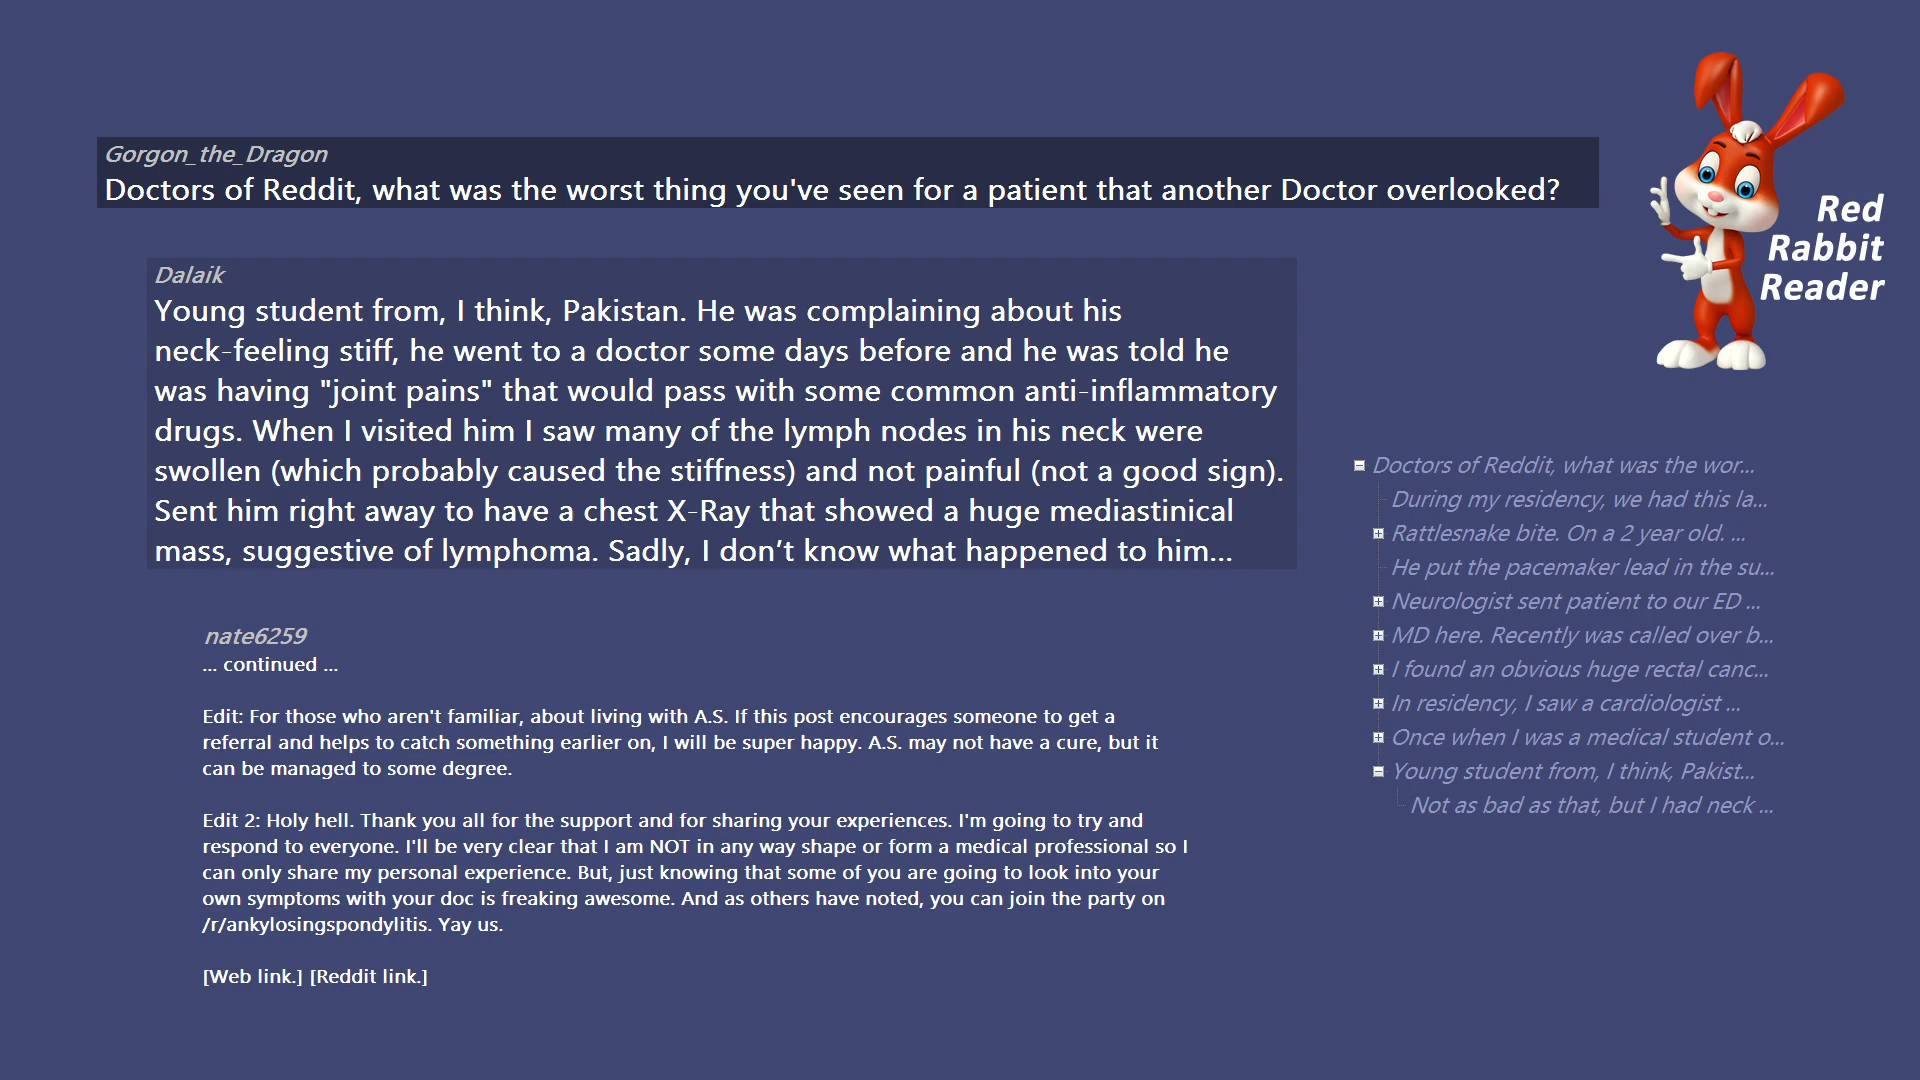 Gorgon_the_Dragon
Doctors of Reddit, what was the worst thing you've seen for a patient that another Doctor overlooked?
Dalaik
Young student from, I think, Pakistan. He was complaining about his
neck-feeling stiff, he went to a doctor some days before and he was told he
was having "joint pains" that would pass with some common anti-inflammatory
drugs. When I visited him I saw many of the lymph nodes in his neck were
swollen (which probably caused the stiffness) and not painful (not a good sign).
Sent him right away to have a chest X-Ray that showed a huge mediastinical
mass, suggestive of lymphoma. Sadly, I don’t know what happened to him...
nate6259
... continued ...
Edit: For those who aren't familiar, about living with A.S. If this post encourages someone to get a
referral and helps to catch something earlier on, I will be super happy. A.S. may not have a cure, but it
can be managed to some degree.
Edit 2: Holy hell. Thank you all for the support and for sharing your experiences. I'm going to try and
respond to everyone. I'll be very clear that I am NOT in any way shape or form a medical professional so I
can only share my personal experience. But, just knowing that some of you are going to look into your
own symptoms with your doc is freaking awesome. And as others have noted, you can join the party on
/r/ankylosingspondylitis. Yay us.
[Web link.] [Reddit link.]
Red
Rabbit
Reader
Doctors of Reddit, what was the wor...
During my residency, we had this la...
Rattlesnake bite. On a 2 year old. ...
He put the pacemaker lead in the su...
Neurologist sent patient to our ED ...
MD here. Recently was called over b...
I found an obvious huge rectal canc...
In residency, I saw a cardiologist ...
Once when I was a medical student o...
Young student from, I think, Pakist...
Not as bad as that, but I had neck ...